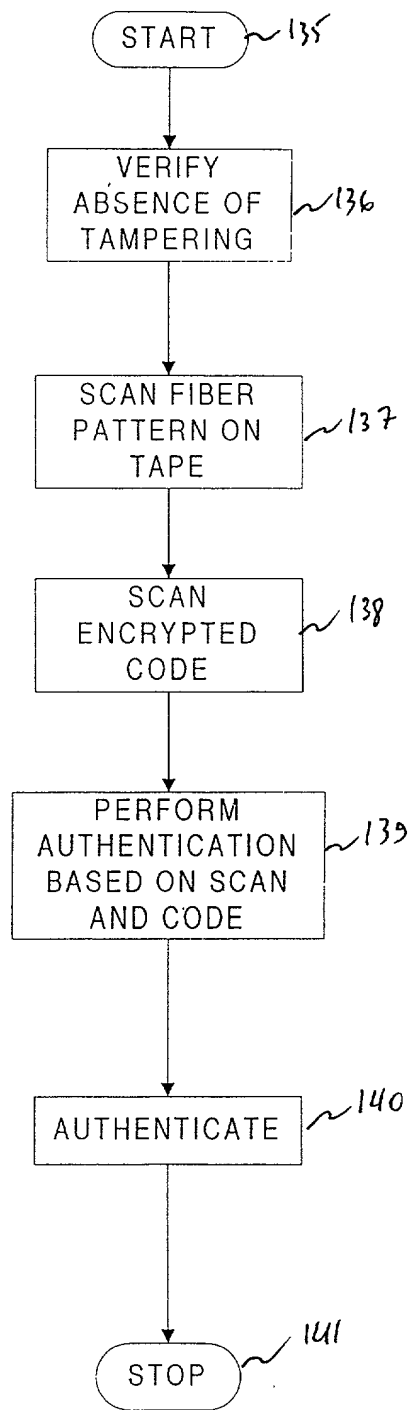 START 135
VERIFY
ABSENCE OF
TAMPERING
136
SCAN FIBER
PATTERN ON
TAPE
137
SCAN
ENCRYPTED
CODE
138
PERFORM
AUTHENTICATION
BASED ON SCAN
AND CODE
139
AUTHENTICATE 140
STOP 141